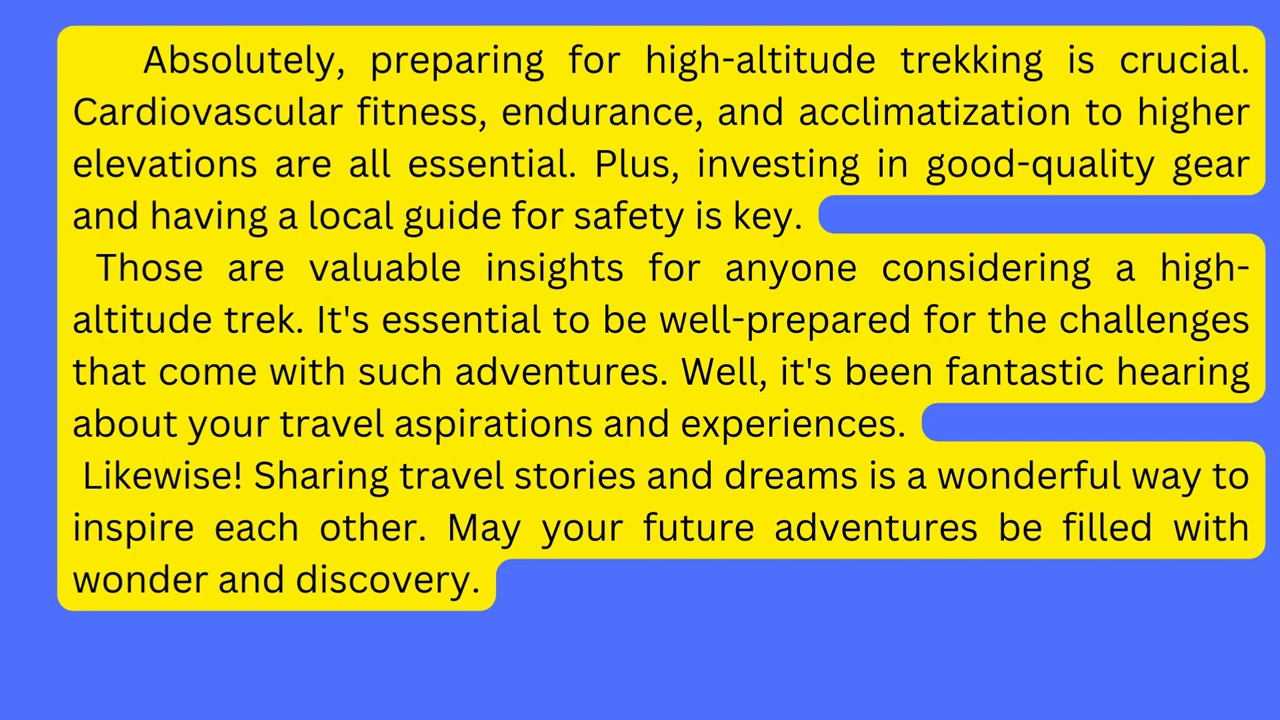 Absolutely, preparing for high-altitude trekking is crucial.
Cardiovascular fitness, endurance, and acclimatization to higher
elevations are all essential. Plus, investing in good-quality gear
and having a local guide for safety is key.
Those are valuable insights for anyone considering a high-
altitude trek. It's essential to be well-prepared for the challenges
that come with such adventures. Well, it's been fantastic hearing
about your travel aspirations and experiences.
Likewise! Sharing travel stories and dreams is a wonderful way to
inspire each other. May your future adventures be filled with
wonder and discovery.